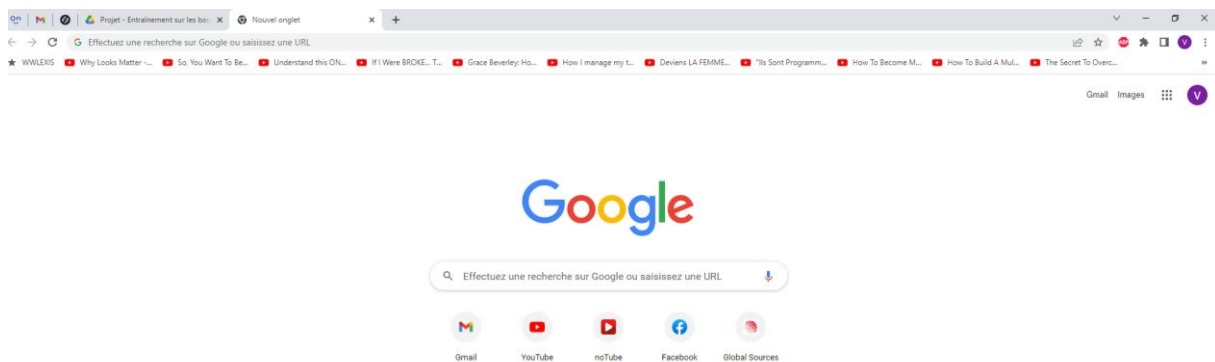 Projet - Entraînement sur les bas Nouvel onglet
Effectuez une recherche sur Google ou saisissez une URL
WWLEXIS Why Looks Matter -... So, You Want To Be... Understand this ON... If I Were BROKE... T... Grace Beverley: Ho... How I manage my t... Deviens LA FEMME... "Ils Sont Programm... How To Become M... How To Build A Mul... The Secret To Overc...
Gmail Images V
Google
Effectuez une recherche sur Google ou saisissez une URL
Gmail YouTube noTube Facebook Global Sources